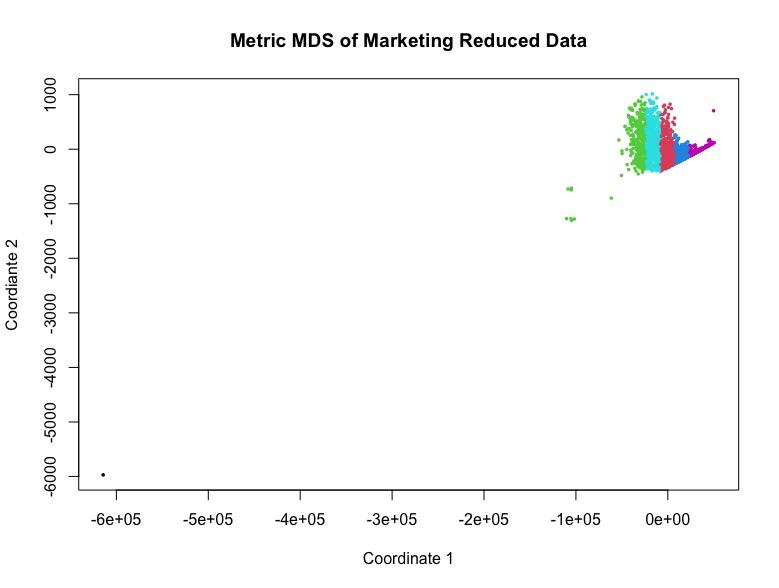 Metric MDS of Marketing Reduced Data
Coordiante 2
1000
0
-1000
-2000
-3000
-4000
-5000
-6000
-6e+05 -5e+05 -4e+05 -3e+05 -2e+05 -1e+05 0e+00
Coordinate 1